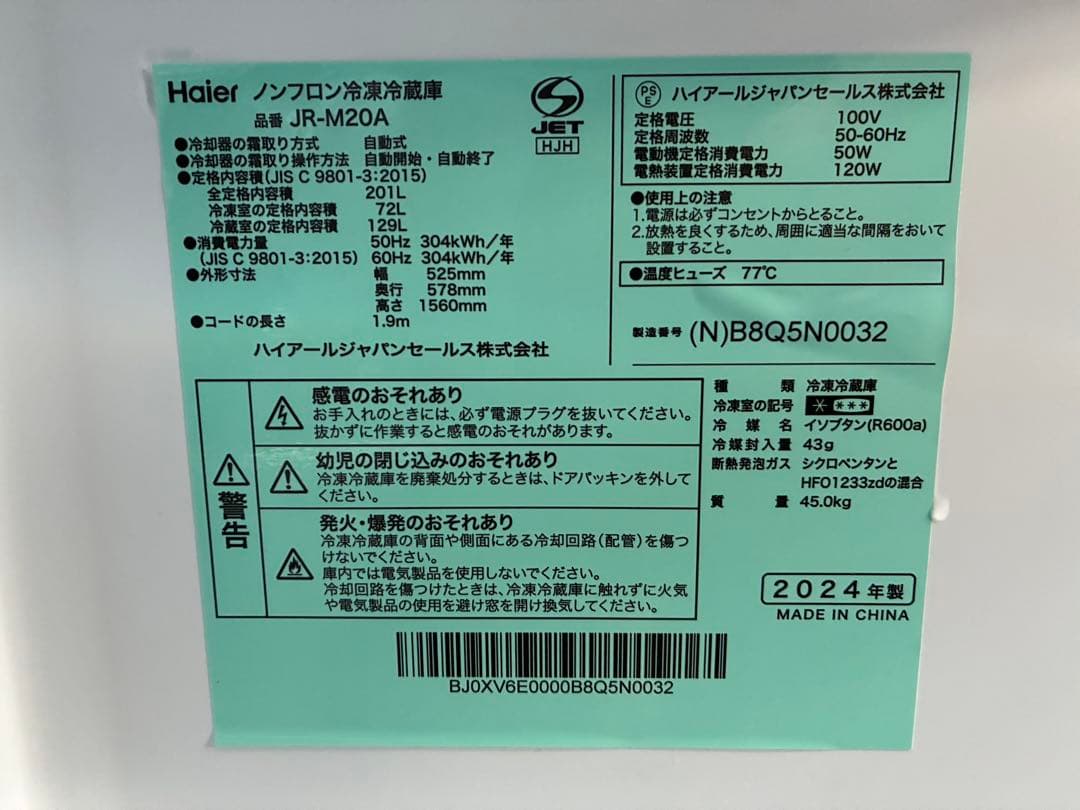 Haier ノンフロン冷凍冷蔵庫
品番 JR-M20A
●冷却器の霜取り方式 自動式
●冷却器の霜取り操作方法 自動開始・自動終了
●定格内容積(JIS C 9801-3:2015)
全定格内容積 201L
冷凍室の定格内容積 72L
冷蔵室の定格内容積 129L
●消費電力量 50Hz 304kWh/年
(JIS C 9801-3:2015) 60Hz 304kWh/年
●外形寸法 幅 525mm
奥行 578mm
高さ 1560mm
●コードの長さ 1.9m
ハイアールジャパンセールス株式会社
JET
HJH
PS
E
ハイアールジャパンセールス株式会社
定格電圧 100V
定格周波数 50-60Hz
電動機定格消費電力 50W
電熱装置定格消費電力 120W
●使用上の注意
1.電源は必ずコンセントからとること。
2.放熱を良くするため、周囲に適当な間隔をおいて
設置すること。
●温度ヒューズ 77℃
製造番号 (N)B8Q5N0032
警告
感電のおそれあり
お手入れのときには、必ず電源プラグを抜いてください。
抜かずに作業すると感電のおそれがあります。
幼児の閉じ込みのおそれあり
冷凍冷蔵庫を廃棄処分するときは、ドアパッキンを外して
ください。
発火・爆発のおそれあり
冷凍冷蔵庫の背面や側面にある冷却回路(配管)を傷つ
けないでください。
庫内では電気製品を使用しないでください。
冷却回路を傷つけたときは、冷凍冷蔵庫に触れずに火気
や電気製品の使用を避け窓を開け換気してください。
種類 冷凍冷蔵庫
冷凍室の記号 * ***
冷媒名 イソブタン(R600a)
冷媒封入量 43g
断熱発泡ガス シクロペンタンと
HFO1233zdの混合
質量 45.0kg
2024年製
MADE IN CHINA
BJ0XV6E0000B8Q5N0032